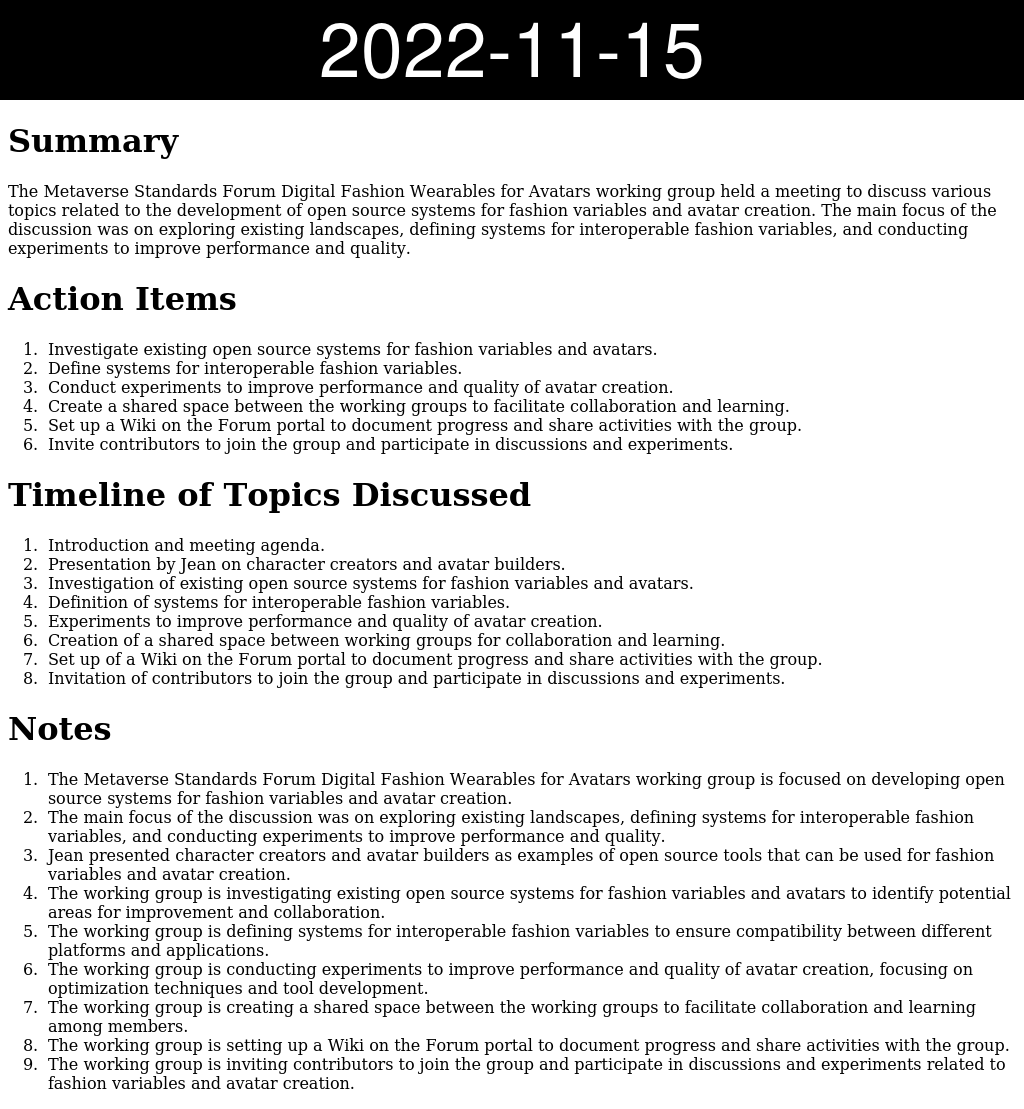 2022-11-15
Summary
The Metaverse Standards Forum Digital Fashion Wearables for Avatars working group held a meeting to discuss various
topics related to the development of open source systems for fashion variables and avatar creation. The main focus of the
discussion was on exploring existing landscapes, defining systems for interoperable fashion variables, and conducting
experiments to improve performance and quality.
Action Items
1. Investigate existing open source systems for fashion variables and avatars.
2. Define systems for interoperable fashion variables.
3. Conduct experiments to improve performance and quality of avatar creation.
4. Create a shared space between the working groups to facilitate collaboration and learning.
5. Set up a Wiki on the Forum portal to document progress and share activities with the group.
6. Invite contributors to join the group and participate in discussions and experiments.
Timeline of Topics Discussed
1. Introduction and meeting agenda.
2. Presentation by Jean on character creators and avatar builders.
3. Investigation of existing open source systems for fashion variables and avatars.
4. Definition of systems for interoperable fashion variables.
5. Experiments to improve performance and quality of avatar creation.
6. Creation of a shared space between working groups for collaboration and learning.
7. Set up of a Wiki on the Forum portal to document progress and share activities with the group.
8. Invitation of contributors to join the group and participate in discussions and experiments.
Notes
1. The Metaverse Standards Forum Digital Fashion Wearables for Avatars working group is focused on developing open
source systems for fashion variables and avatar creation.
2. The main focus of the discussion was on exploring existing landscapes, defining systems for interoperable fashion
variables, and conducting experiments to improve performance and quality.
3. Jean presented character creators and avatar builders as examples of open source tools that can be used for fashion
variables and avatar creation.
4. The working group is investigating existing open source systems for fashion variables and avatars to identify potential
areas for improvement and collaboration.
5. The working group is defining systems for interoperable fashion variables to ensure compatibility between different
platforms and applications.
6. The working group is conducting experiments to improve performance and quality of avatar creation, focusing on
optimization techniques and tool development.
7. The working group is creating a shared space between the working groups to facilitate collaboration and learning
among members.
8. The working group is setting up a Wiki on the Forum portal to document progress and share activities with the group.
9. The working group is inviting contributors to join the group and participate in discussions and experiments related to
fashion variables and avatar creation.